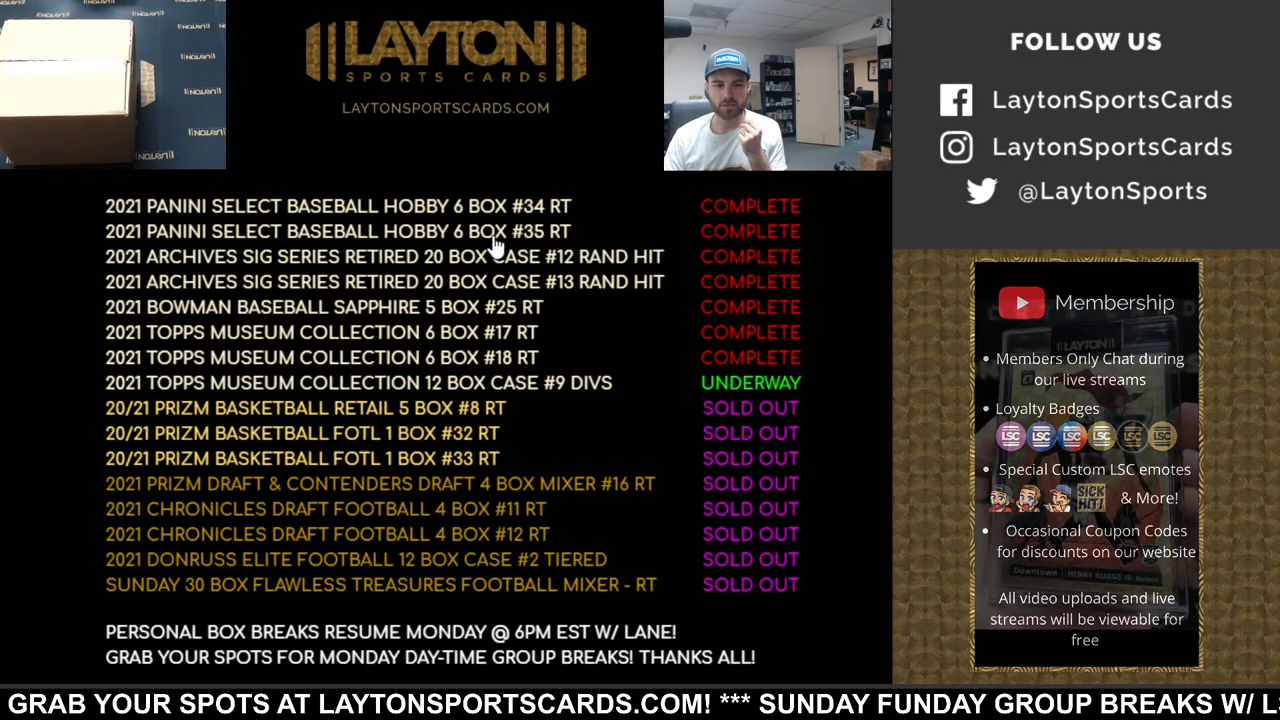 LAYTON
SPORTS CARDS
LAYTONSPORTSCARDS.COM
2021 PANINI SELECT BASEBALL HOBBY 6 BOX #34 RT COMPLETE
2021 PANINI SELECT BASEBALL HOBBY 6 BOX #35 RT COMPLETE
2021 ARCHIVES SIG SERIES RETIRED 20 BOX CASE #12 RAND HIT COMPLETE
2021 ARCHIVES SIG SERIES RETIRED 20 BOX CASE #13 RAND HIT COMPLETE
2021 BOWMAN BASEBALL SAPPHIRE 5 BOX #25 RT COMPLETE
2021 TOPPS MUSEUM COLLECTION 6 BOX #17 RT COMPLETE
2021 TOPPS MUSEUM COLLECTION 6 BOX #18 RT COMPLETE
2021 TOPPS MUSEUM COLLECTION 12 BOX CASE #9 DIVS UNDERWAY
20/21 PRIZM BASKETBALL RETAIL 5 BOX #8 RT SOLD OUT
20/21 PRIZM BASKETBALL FOTL 1 BOX #32 RT SOLD OUT
20/21 PRIZM BASKETBALL FOTL 1 BOX #33 RT SOLD OUT
2021 PRIZM DRAFT & CONTENDERS DRAFT 4 BOX MIXER #16 RT SOLD OUT
2021 CHRONICLES DRAFT FOOTBALL 4 BOX #11 RT SOLD OUT
2021 CHRONICLES DRAFT FOOTBALL 4 BOX #12 RT SOLD OUT
2021 DONRUSS ELITE FOOTBALL 12 BOX CASE #2 TIERED SOLD OUT
SUNDAY 30 BOX FLAWLESS TREASURES FOOTBALL MIXER - RT SOLD OUT
PERSONAL BOX BREAKS RESUME MONDAY @ 6PM EST W/ LANE!
GRAB YOUR SPOTS FOR MONDAY DAY-TIME GROUP BREAKS! THANKS ALL!
FOLLOW US
LaytonSportsCards
LaytonSportsCards
@LaytonSports
Membership
• Members Only Chat during
our live streams
• Loyalty Badges
LSC LSC LSC LSC LSC LSC
• Special Custom LSC emotes
SICK HIT! & More!
• Occasional Coupon Codes
for discounts on our website
Downtown HENRY RUGGS III
All video uploads and live
streams will be viewable for
free
GRAB YOUR SPOTS AT LAYTONSPORTSCARDS.COM! *** SUNDAY FUNDAY GROUP BREAKS W/